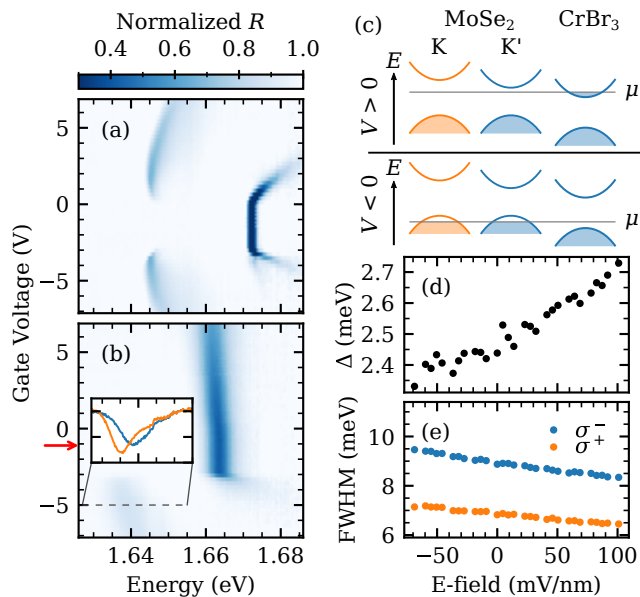 Normalized R
0.4 0.6 0.8 1.0
(a)
5
0
−5
Gate Voltage (V)
(b)
5
0
−5
1.64 1.66 1.68
Energy (eV)
(c)
MoSe₂ CrBr₃
K K'
E
V > 0
μ
E
V < 0
μ
(d)
2.7
2.6
2.5
2.4
Δ (meV)
(e)
σ⁻
σ⁺
10
8
6
FWHM (meV)
−50 0 50 100
E-field (mV/nm)